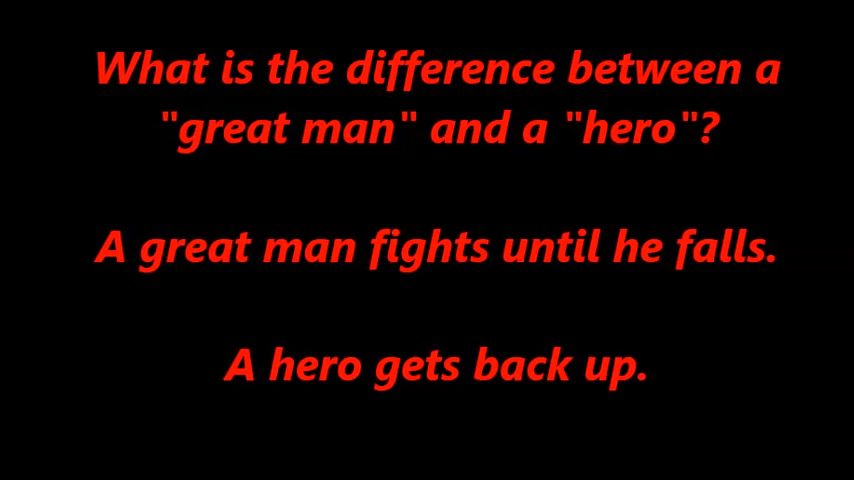 What is the difference between a
"great man" and a "hero"?
A great man fights until he falls.
A hero gets back up.